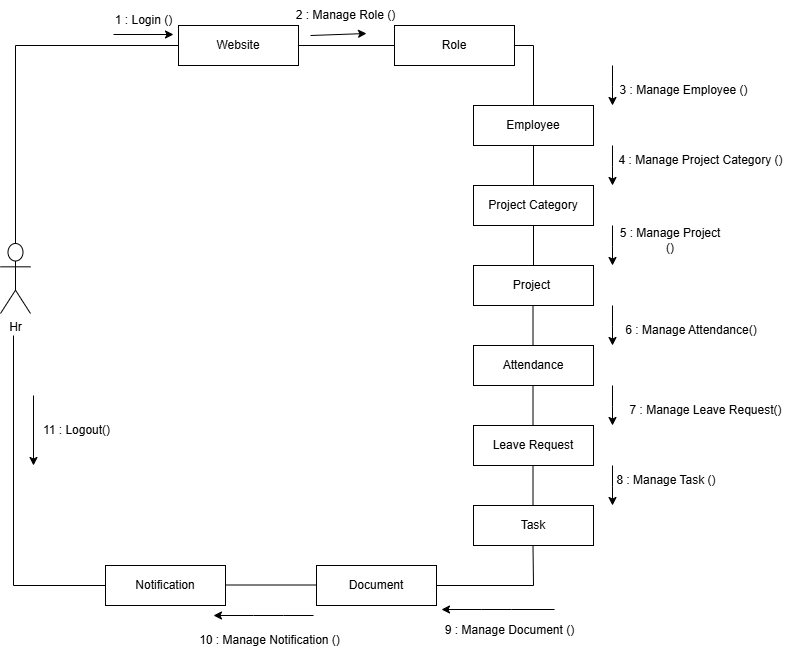 1 : Login ()
2 : Manage Role ()
Website
Role
3 : Manage Employee ()
Employee
4 : Manage Project Category ()
Project Category
5 : Manage Project
()
Project
Hr
6 : Manage Attendance()
Attendance
7 : Manage Leave Request()
11 : Logout()
Leave Request
8 : Manage Task ()
Task
Notification
Document
9 : Manage Document ()
10 : Manage Notification ()